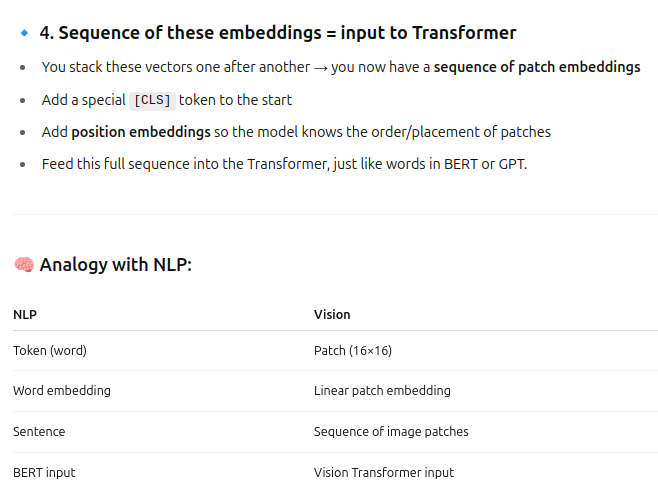 4. Sequence of these embeddings = input to Transformer
You stack these vectors one after another → you now have a sequence of patch embeddings
Add a special [CLS] token to the start
Add position embeddings so the model knows the order/placement of patches
Feed this full sequence into the Transformer, just like words in BERT or GPT.
Analogy with NLP:
NLP Vision
Token (word) Patch (16×16)
Word embedding Linear patch embedding
Sentence Sequence of image patches
BERT input Vision Transformer input